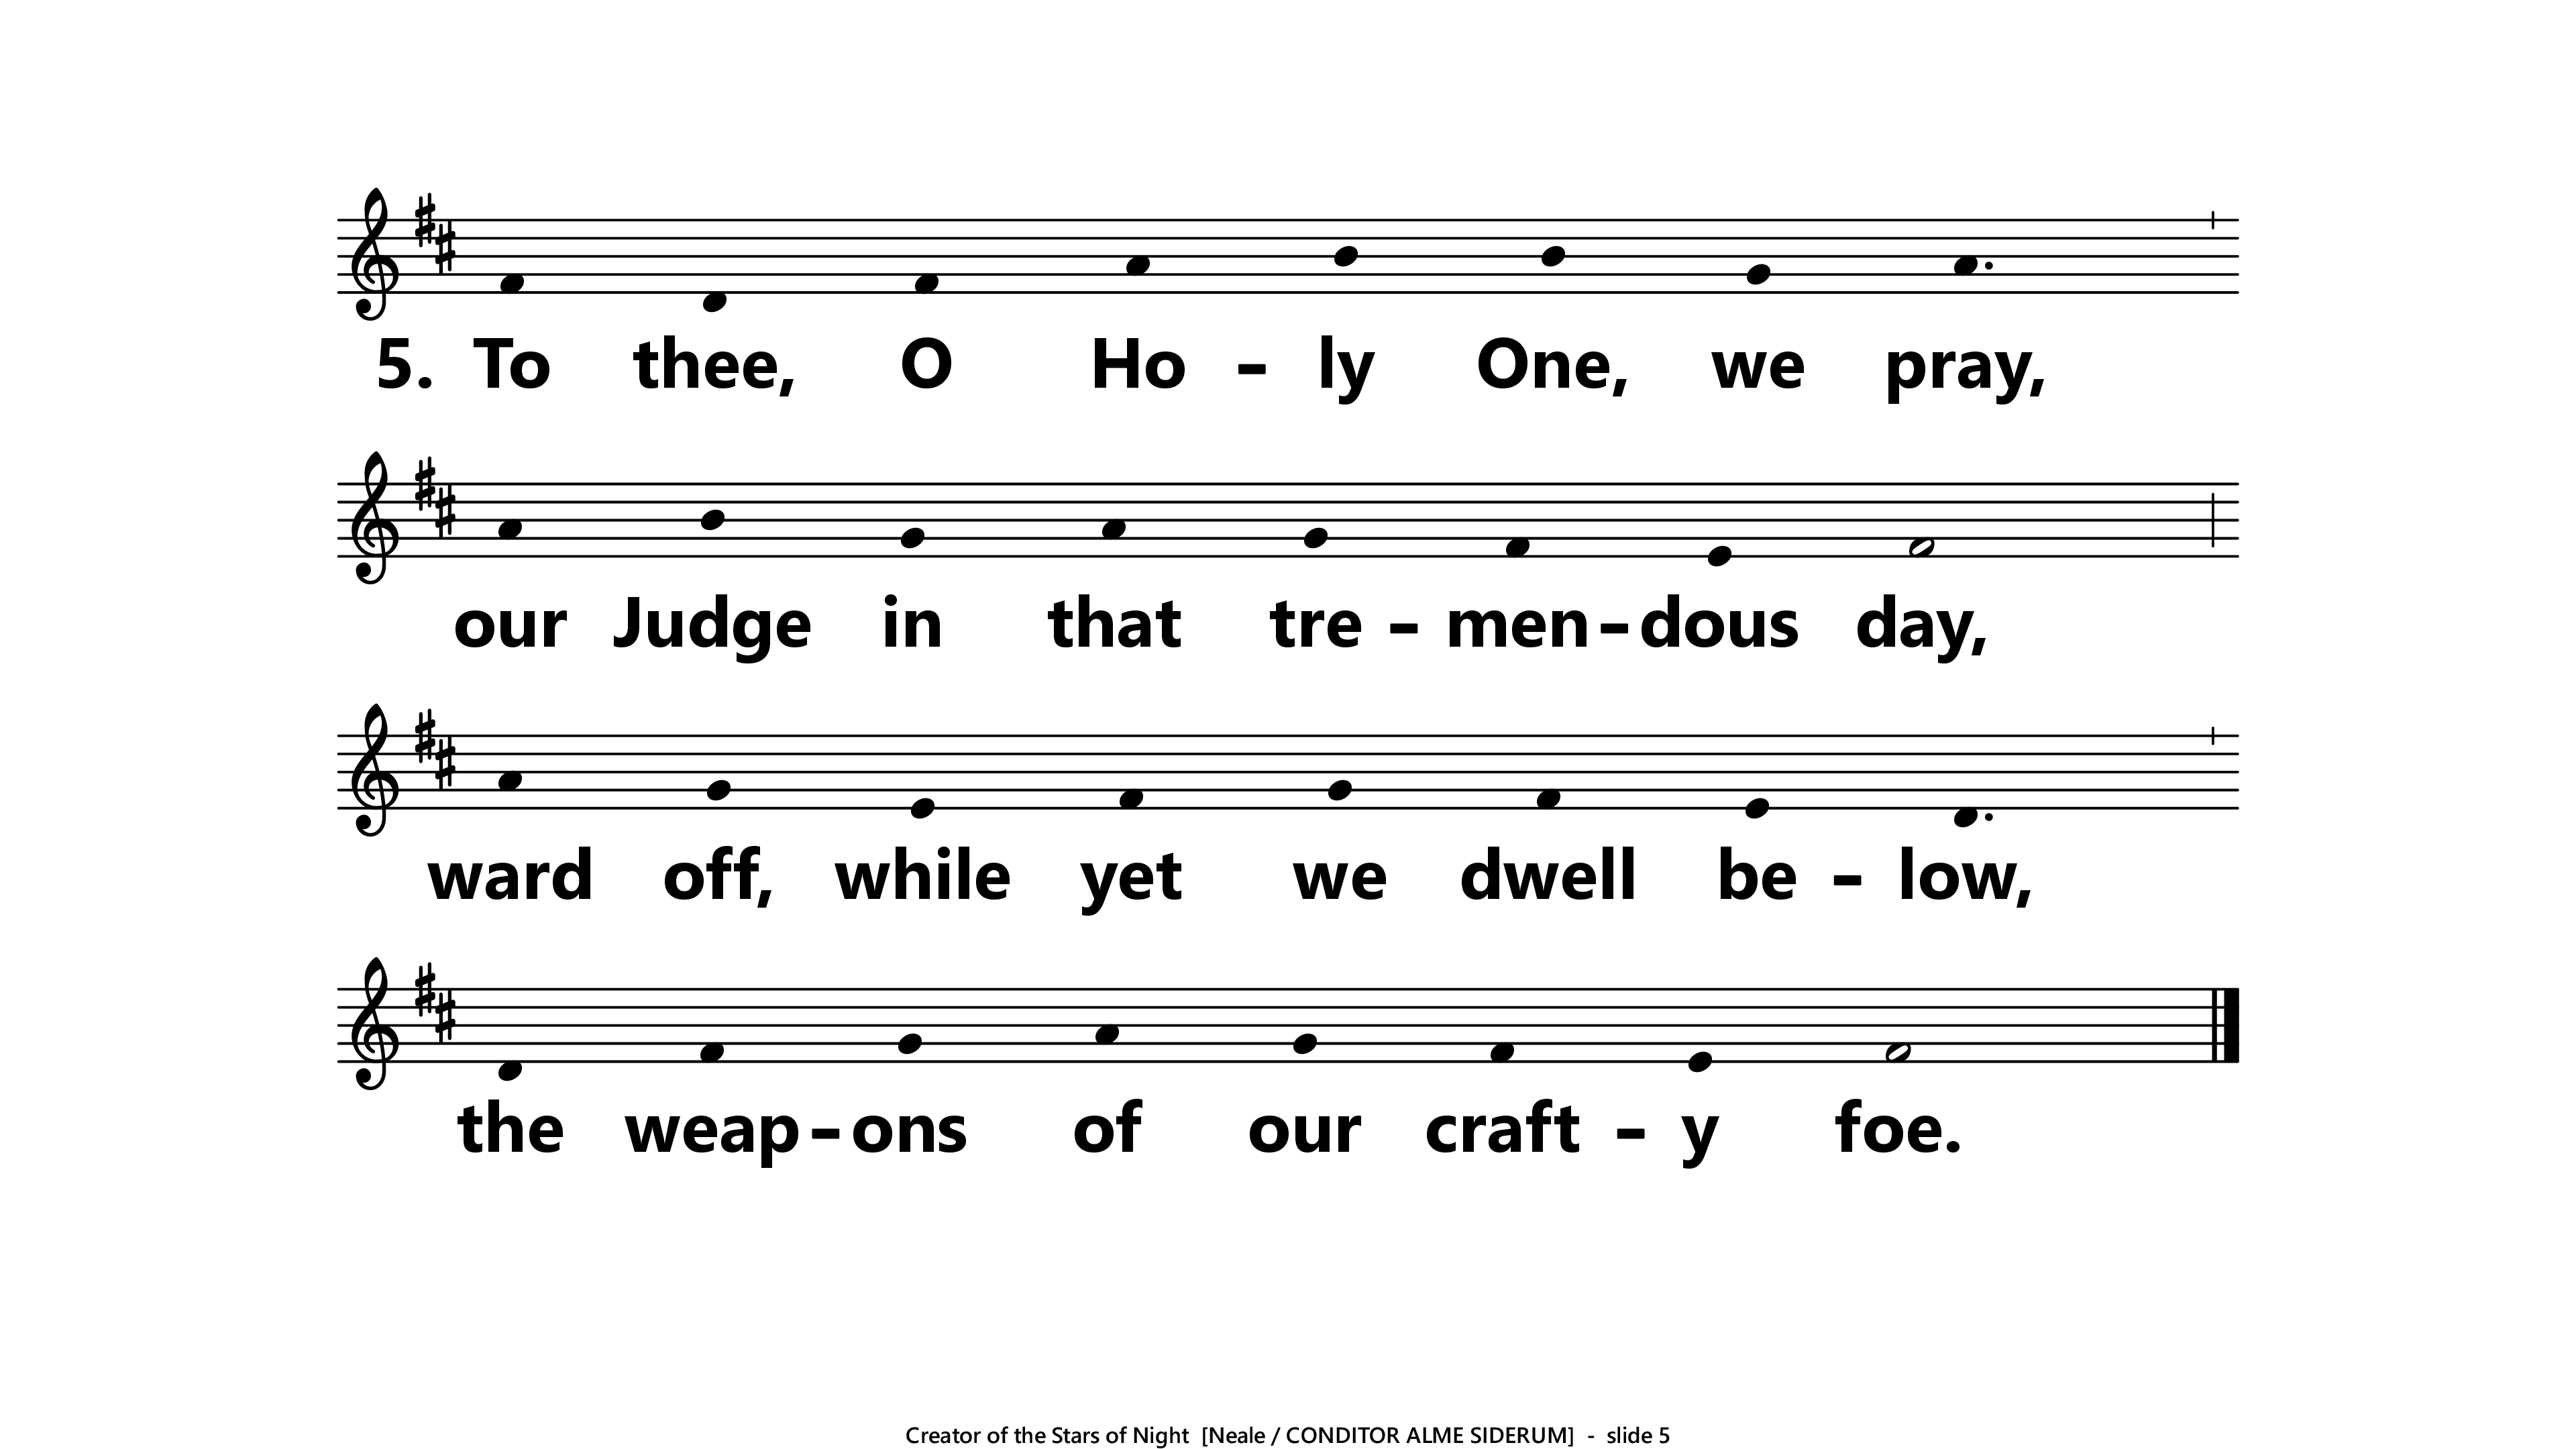 5. To thee, O Ho - ly One, we pray,
our Judge in that tre - men - dous day,
ward off, while yet we dwell be - low,
the weap - ons of our craft - y foe.
Creator of the Stars of Night [Neale / CONDITOR ALME SIDERUM] - slide 5